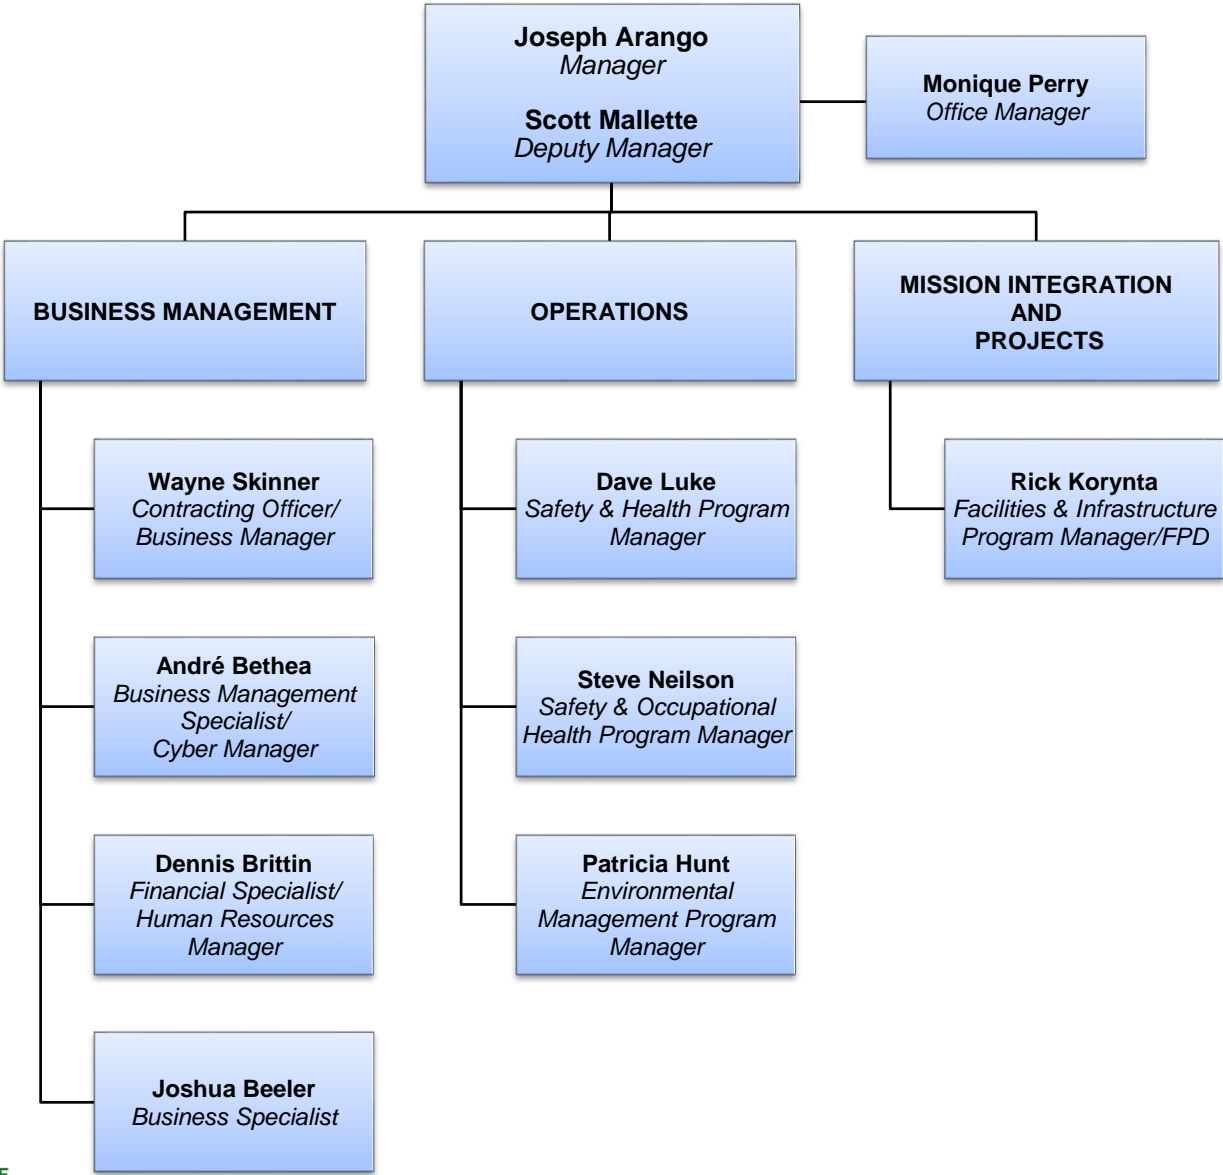 Joseph Arango
Manager
Scott Mallette
Deputy Manager
Monique Perry
Office Manager
BUSINESS MANAGEMENT
OPERATIONS
MISSION INTEGRATION
AND
PROJECTS
Wayne Skinner
Contracting Officer/
Business Manager
André Bethea
Business Management
Specialist/
Cyber Manager
Dennis Brittin
Financial Specialist/
Human Resources
Manager
Joshua Beeler
Business Specialist
Dave Luke
Safety & Health Program
Manager
Steve Neilson
Safety & Occupational
Health Program Manager
Patricia Hunt
Environmental
Management Program
Manager
Rick Korynta
Facilities & Infrastructure
Program Manager/FPD